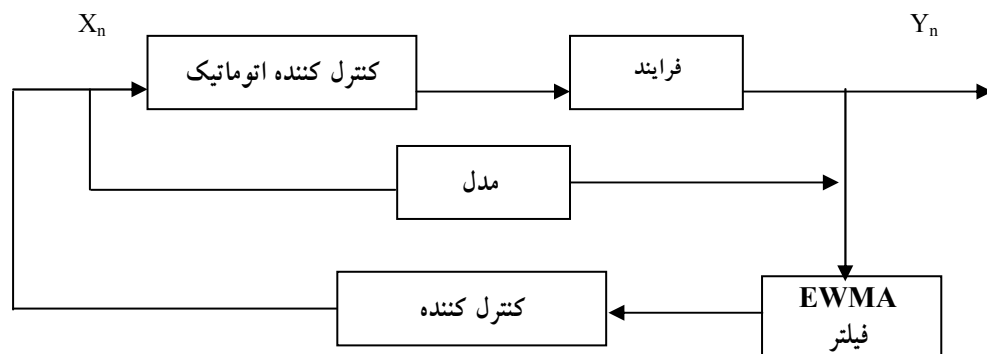 Xn
Yn
کنترل کننده اتوماتیک
فرایند
مدل
کنترل کننده
EWMA
فیلتر